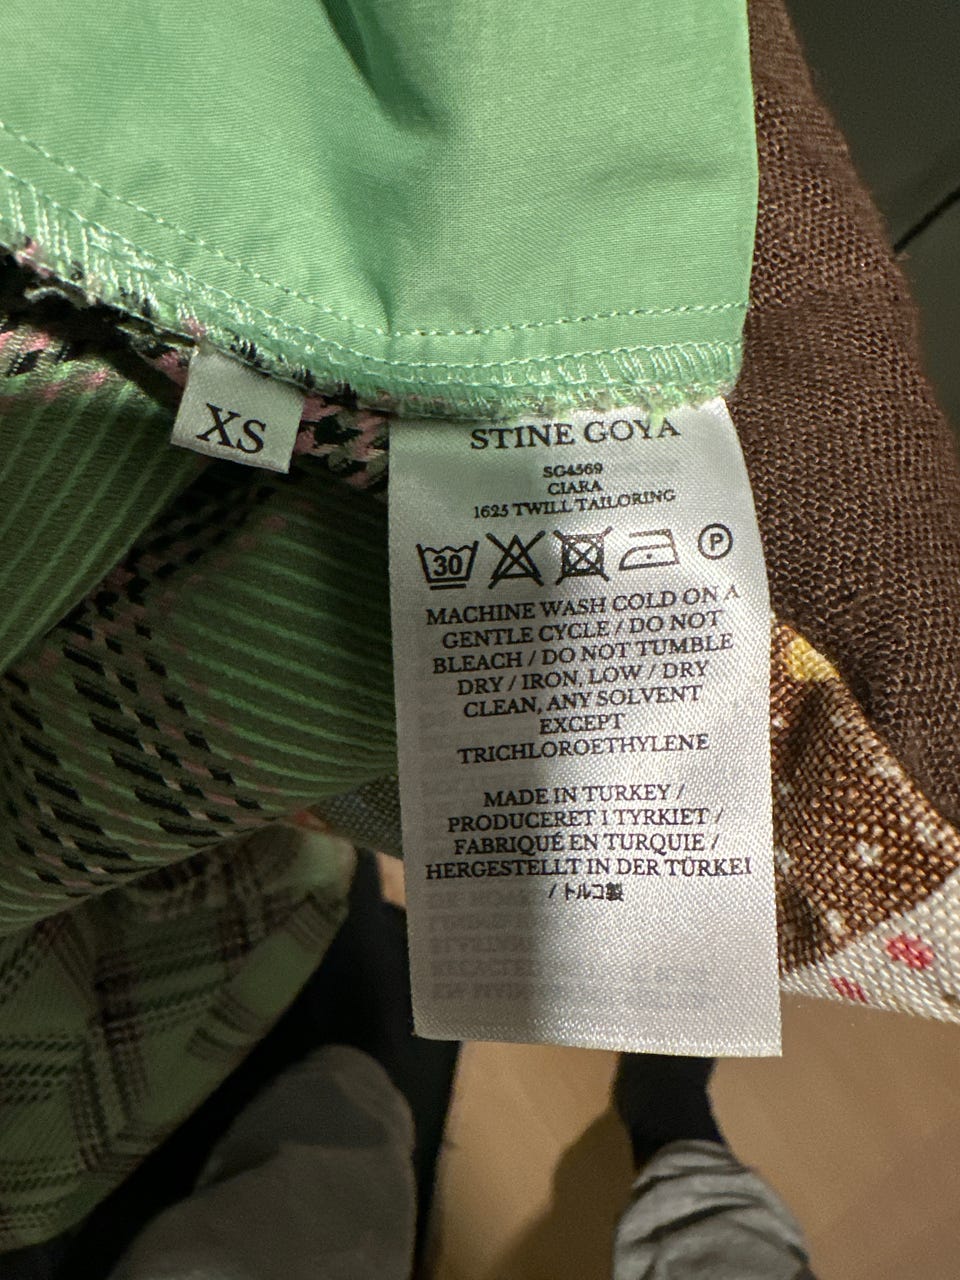 XS
STINE GOYA
SG4569
CIARA
1625 TWILL TAILORING
30
P
MACHINE WASH COLD ON A
GENTLE CYCLE / DO NOT
BLEACH / DO NOT TUMBLE
DRY / IRON, LOW / DRY
CLEAN, ANY SOLVENT
EXCEPT
TRICHLOROETHYLENE
MADE IN TURKEY /
PRODUCERET I TYRKIET /
FABRIQUÉ EN TURQUIE /
HERGESTELLT IN DER TÜRKEI
/ トルコ製